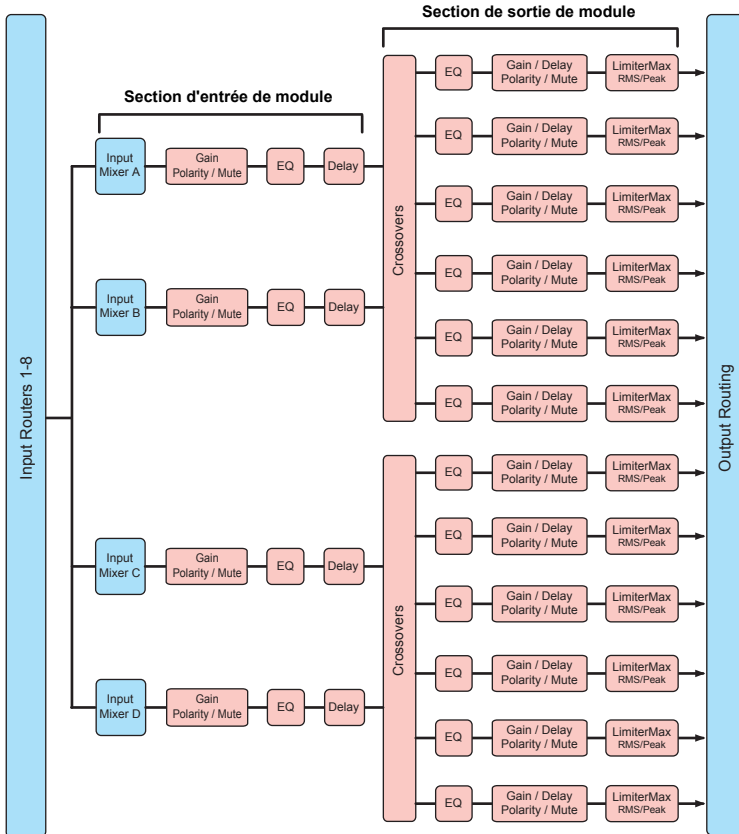 Section de sortie de module
Section d'entrée de module
Input Routers 1-8
Input
Mixer A
Gain
Polarity / Mute
EQ
Delay
Input
Mixer B
Gain
Polarity / Mute
EQ
Delay
Input
Mixer C
Gain
Polarity / Mute
EQ
Delay
Input
Mixer D
Gain
Polarity / Mute
EQ
Delay
Crossovers
EQ
Gain / Delay
Polarity / Mute
LimiterMax
RMS/Peak
EQ
Gain / Delay
Polarity / Mute
LimiterMax
RMS/Peak
EQ
Gain / Delay
Polarity / Mute
LimiterMax
RMS/Peak
EQ
Gain / Delay
Polarity / Mute
LimiterMax
RMS/Peak
EQ
Gain / Delay
Polarity / Mute
LimiterMax
RMS/Peak
EQ
Gain / Delay
Polarity / Mute
LimiterMax
RMS/Peak
Crossovers
EQ
Gain / Delay
Polarity / Mute
LimiterMax
RMS/Peak
EQ
Gain / Delay
Polarity / Mute
LimiterMax
RMS/Peak
EQ
Gain / Delay
Polarity / Mute
LimiterMax
RMS/Peak
EQ
Gain / Delay
Polarity / Mute
LimiterMax
RMS/Peak
EQ
Gain / Delay
Polarity / Mute
LimiterMax
RMS/Peak
EQ
Gain / Delay
Polarity / Mute
LimiterMax
RMS/Peak
Output Routing